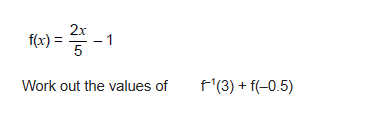 f(x) = 2x/5 – 1
Work out the values of f⁻¹(3) + f(–0.5)